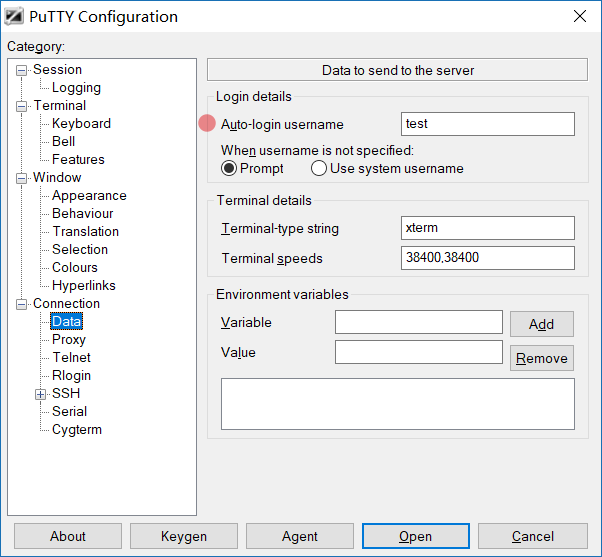 PuTTY Configuration
Category:
Session
Logging
Terminal
Keyboard
Bell
Features
Window
Appearance
Behaviour
Translation
Selection
Colours
Hyperlinks
Connection
Data
Proxy
Telnet
Rlogin
SSH
Serial
Cygterm
Data to send to the server
Login details
Auto-login username test
When username is not specified:
Prompt Use system username
Terminal details
Terminal-type string xterm
Terminal speeds 38400,38400
Environment variables
Variable Add
Value Remove
About Keygen Agent Open Cancel